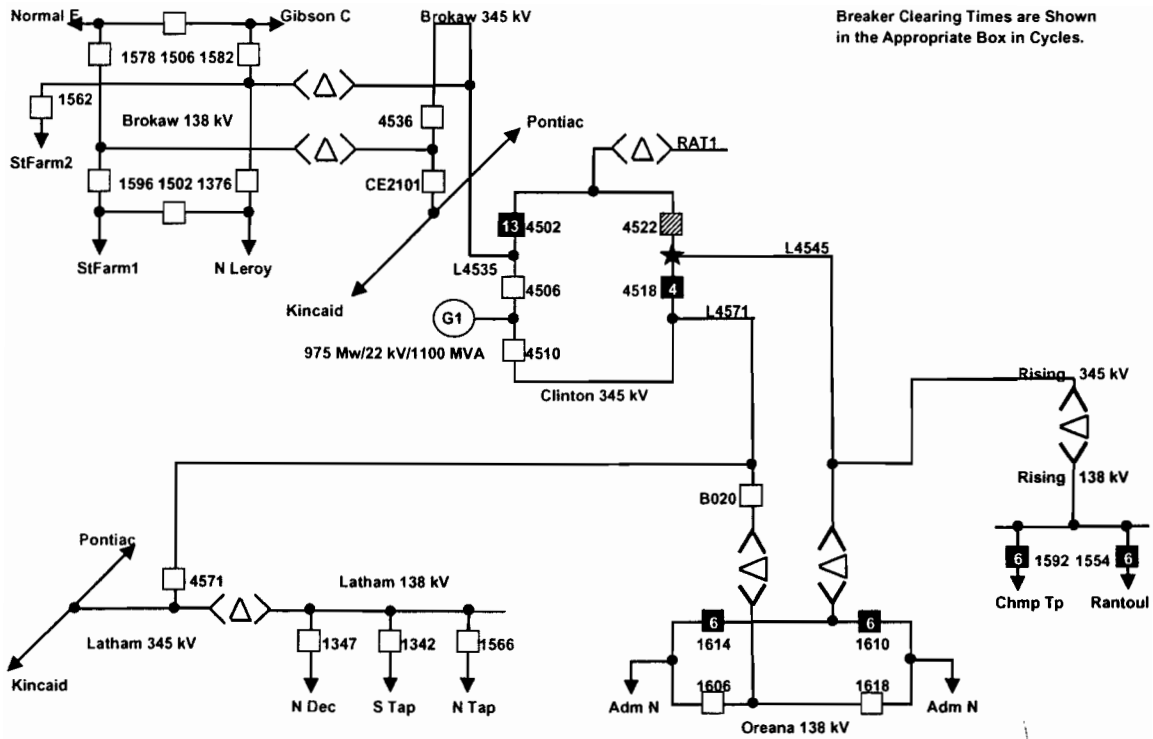 Normal E
Gibson C
Brokaw 345 kV
Breaker Clearing Times are Shown
in the Appropriate Box in Cycles.
1578 1506 1582
1562
Brokaw 138 kV
4536
Pontiac
StFarm2
RAT1
1596 1502 1376
CE2101
13 4502
4522
StFarm1
N Leroy
L4535
L4545
4506
4518 4
Kincaid
G1
L4571
975 Mw/22 kV/1100 MVA
4510
Clinton 345 kV
Rising 345 kV
Rising 138 kV
B020
Pontiac
4571
Latham 138 kV
6 1592 1554 6
Chmp Tp
Rantoul
Latham 345 kV
1347
1342
1566
6
6
1614
1610
Kincaid
N Dec
S Tap
N Tap
Adm N
1606
1618
Adm N
Oreana 138 kV